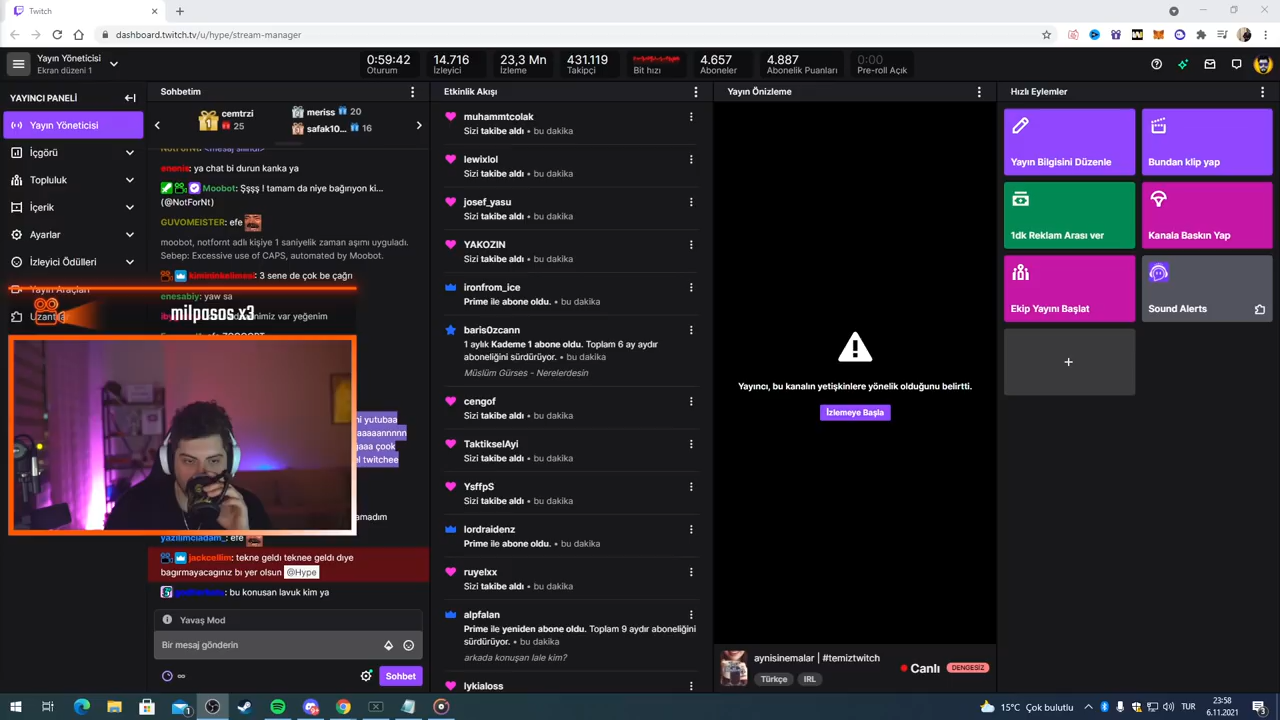 Twitch
dashboard.twitch.tv/u/hype/stream-manager
Yayın Yöneticisi
Ekran düzeni 1
0:59:42
Oturum
14.716
İzleyici
23,3 Mn
İzleme
431.119
Takipçi
Bit hızı
4.657
Aboneler
4.887
Abonelik Puanları
0:00
Pre-roll Açık
YAYINCI PANELİ
Yayın Yöneticisi
İçgörü
Topluluk
İçerik
Ayarlar
İzleyici Ödülleri
Yayın Araçları
milpasos x3
Sohbetim
cemtrzi
25
meriss 20
safak10... 16
: ya chat bi durun kanka ya
Moobot: Şşşş ! tamam da niye bağırıyon ki...
(@NotForNt)
GUVOMEISTER: efe
moobot, notfornt adlı kişiye 1 saniyelik zaman aşımı uyguladı.
Sebep: Excessive use of CAPS, automated by Moobot.
: 3 sene de çok be çağrı
enesabiy: yaw sa
var yeğenim
yutubaa
çook
twitchee
yazilimciadam_: efe
jackcellim: tekne geldı teknee geldı dıye
bagırmayacagınız bı yer olsun @Hype
: bu konusan lavuk kim ya
Yavaş Mod
Bir mesaj gönderin
Sohbet
Etkinlik Akışı
muhammtcolak
Sizi takibe aldı • bu dakika
lewixlol
Sizi takibe aldı • bu dakika
josef_yasu
Sizi takibe aldı • bu dakika
YAKOZIN
Sizi takibe aldı • bu dakika
ironfrom_ice
Prime ile abone oldu. • bu dakika
baris0zcann
1 aylık Kademe 1 abone oldu. Toplam 6 ay aydır
aboneliğini sürdürüyor. • bu dakika
Müslüm Gürses - Nerelerdesin
cengof
Sizi takibe aldı • bu dakika
TaktikselAyi
Sizi takibe aldı • bu dakika
YsffpS
Sizi takibe aldı • bu dakika
lordraidenz
Prime ile abone oldu. • bu dakika
ruyelxx
Sizi takibe aldı • bu dakika
alpfalan
Prime ile yeniden abone oldu. Toplam 9 aydır aboneliğini
sürdürüyor. • bu dakika
arkada konuşan lale kim?
lykialoss
Yayın Önizleme
Yayıncı, bu kanalın yetişkinlere yönelik olduğunu belirtti.
İzlemeye Başla
aynisinemalar | #temiztwitch
Türkçe IRL
Canlı
DENGESİZ
Hızlı Eylemler
Yayın Bilgisini Düzenle
Bundan klip yap
1dk Reklam Arası ver
Kanala Baskın Yap
Ekip Yayını Başlat
Sound Alerts
15°C Çok bulutlu
TUR
23:58
6.11.2021